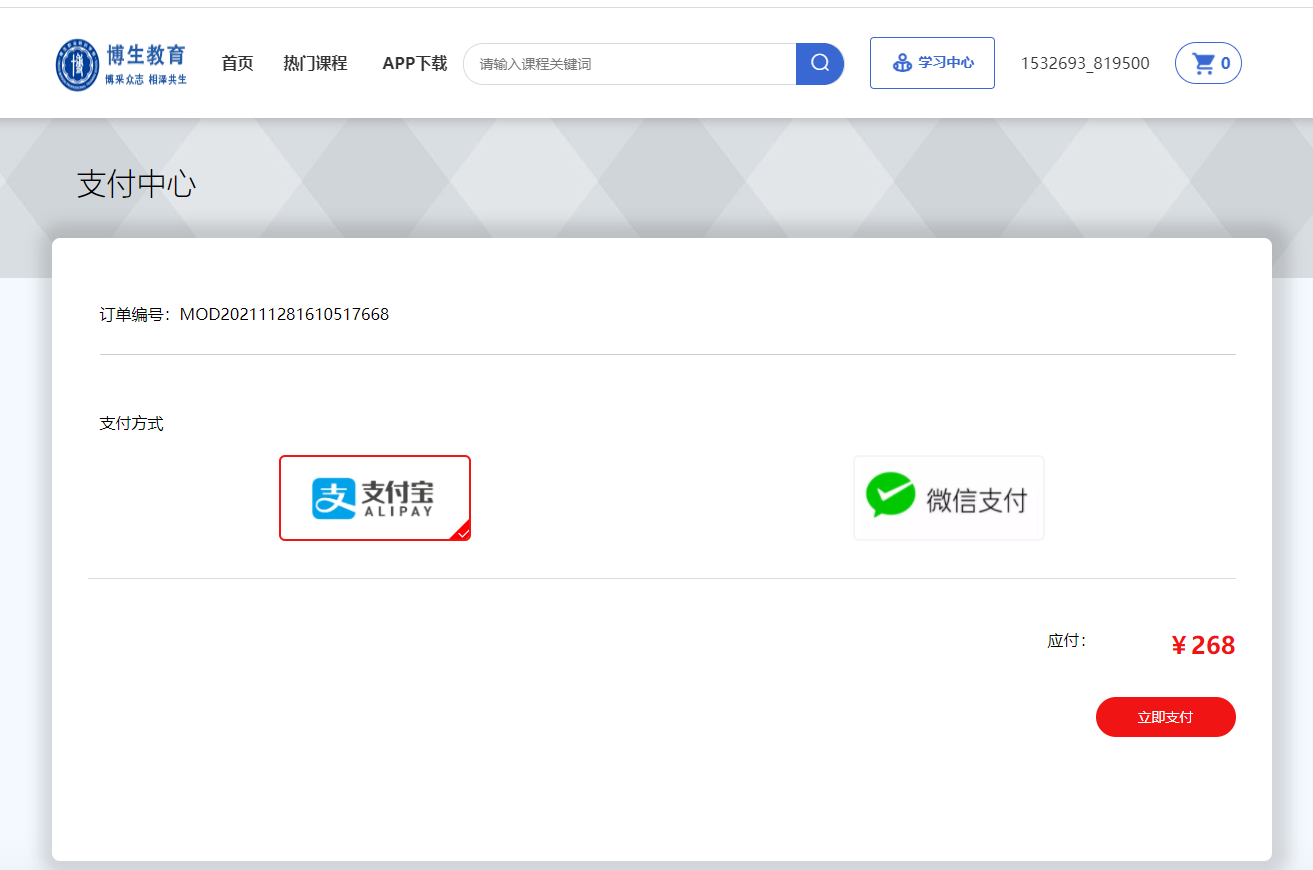 博生教育
博采众志 相泽共生
首页 热门课程 APP下载 请输入课程关键词 学习中心 1532693_819500 0
支付中心
订单编号：MOD202111281610517668
支付方式
支付宝
ALIPAY
微信支付
应付： ¥268
立即支付